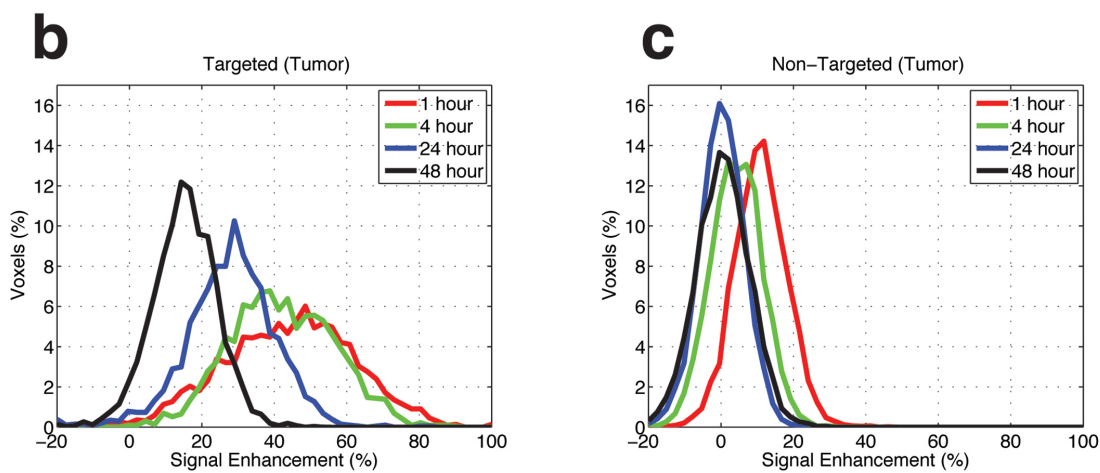 b
Targeted (Tumor)
Voxels (%)
16
14
12
10
8
6
4
2
0
1 hour
4 hour
24 hour
48 hour
−20 0 20 40 60 80 100
Signal Enhancement (%)
c
Non−Targeted (Tumor)
Voxels (%)
16
14
12
10
8
6
4
2
0
1 hour
4 hour
24 hour
48 hour
−20 0 20 40 60 80 100
Signal Enhancement (%)